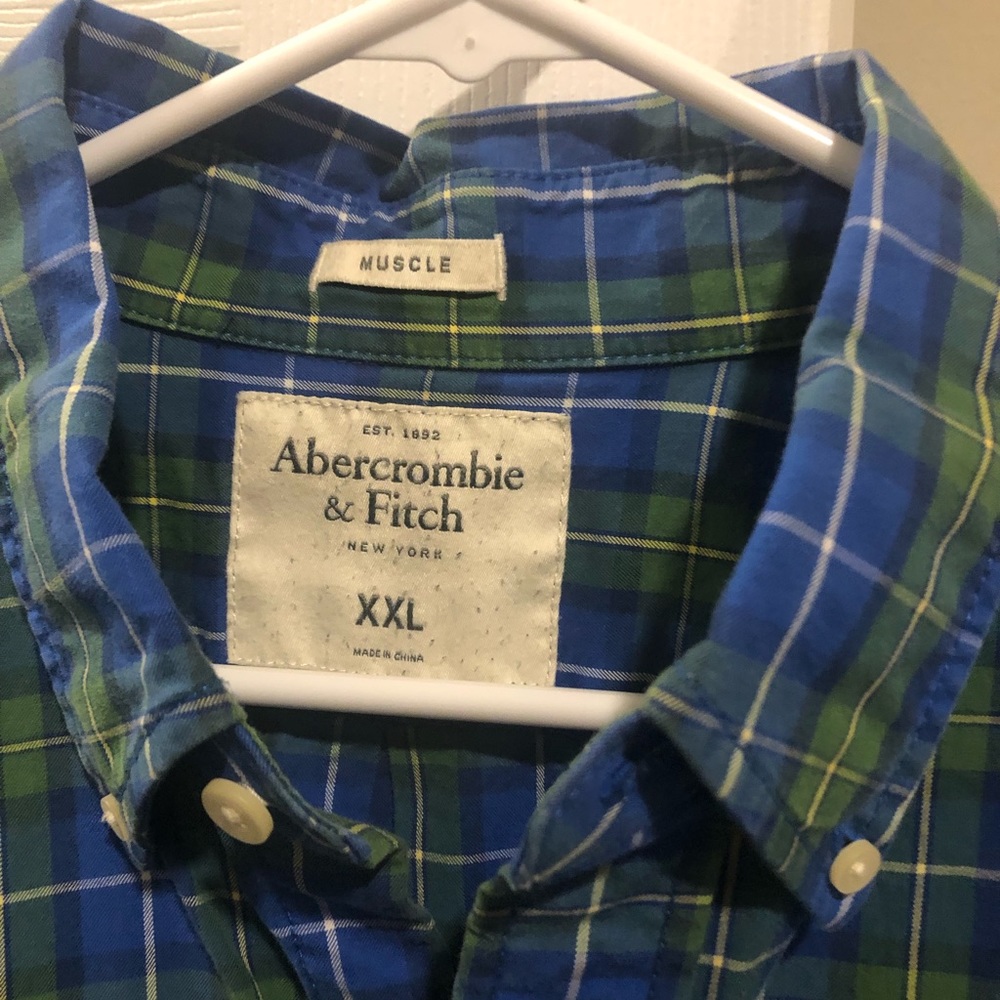 MUSCLE
EST. 1892
Abercrombie
& Fitch
NEW YORK
XXL
MADE IN CHINA